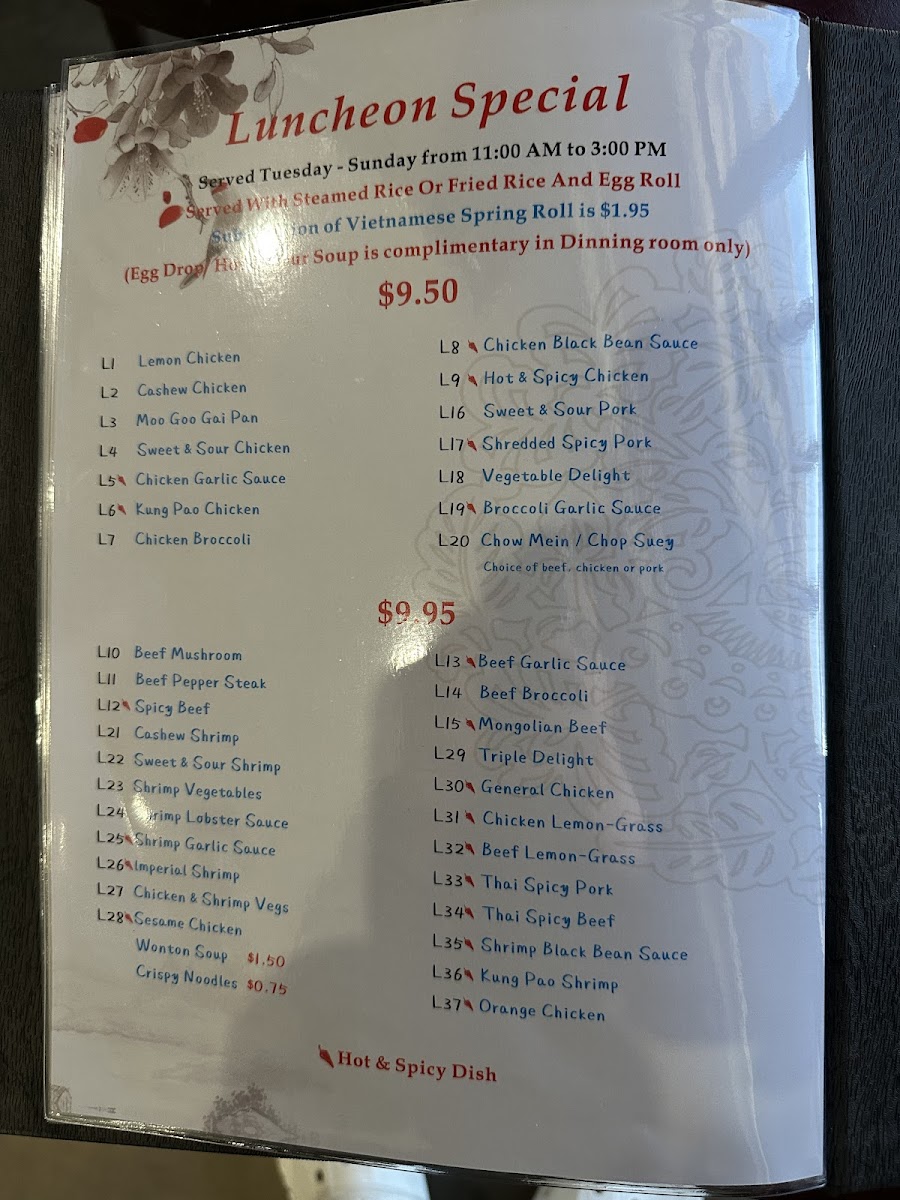 Luncheon Special
Served Tuesday - Sunday from 11:00 AM to 3:00 PM
Served With Steamed Rice Or Fried Rice And Egg Roll
of Vietnamese Spring Roll is $1.95
(Egg Drop/ Soup is complimentary in Dinning room only)
$9.50
L1 Lemon Chicken
L2 Cashew Chicken
L3 Moo Goo Gai Pan
L4 Sweet & Sour Chicken
L5 Chicken Garlic Sauce
L6 Kung Pao Chicken
L7 Chicken Broccoli
L8 Chicken Black Bean Sauce
L9 Hot & Spicy Chicken
L16 Sweet & Sour Pork
L17 Shredded Spicy Pork
L18 Vegetable Delight
L19 Broccoli Garlic Sauce
L20 Chow Mein / Chop Suey
Choice of beef, chicken or pork
$9.95
L10 Beef Mushroom
L11 Beef Pepper Steak
L12 Spicy Beef
L21 Cashew Shrimp
L22 Sweet & Sour Shrimp
L23 Shrimp Vegetables
L24 Shrimp Lobster Sauce
L25 Shrimp Garlic Sauce
L26 Imperial Shrimp
L27 Chicken & Shrimp Vegs
L28 Sesame Chicken
Wonton Soup $1.50
Crispy Noodles $0.75
L13 Beef Garlic Sauce
L14 Beef Broccoli
L15 Mongolian Beef
L29 Triple Delight
L30 General Chicken
L31 Chicken Lemon-Grass
L32 Beef Lemon-Grass
L33 Thai Spicy Pork
L34 Thai Spicy Beef
L35 Shrimp Black Bean Sauce
L36 Kung Pao Shrimp
L37 Orange Chicken
Hot & Spicy Dish